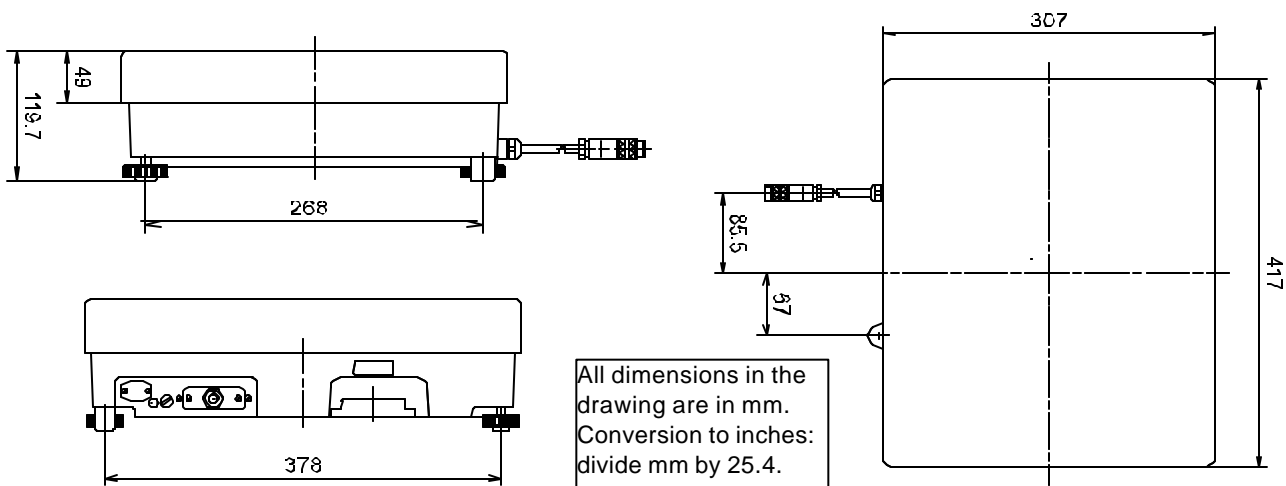 307
49
119.7
268
85.5
417
67
378
All dimensions in the
drawing are in mm.
Conversion to inches:
divide mm by 25.4.